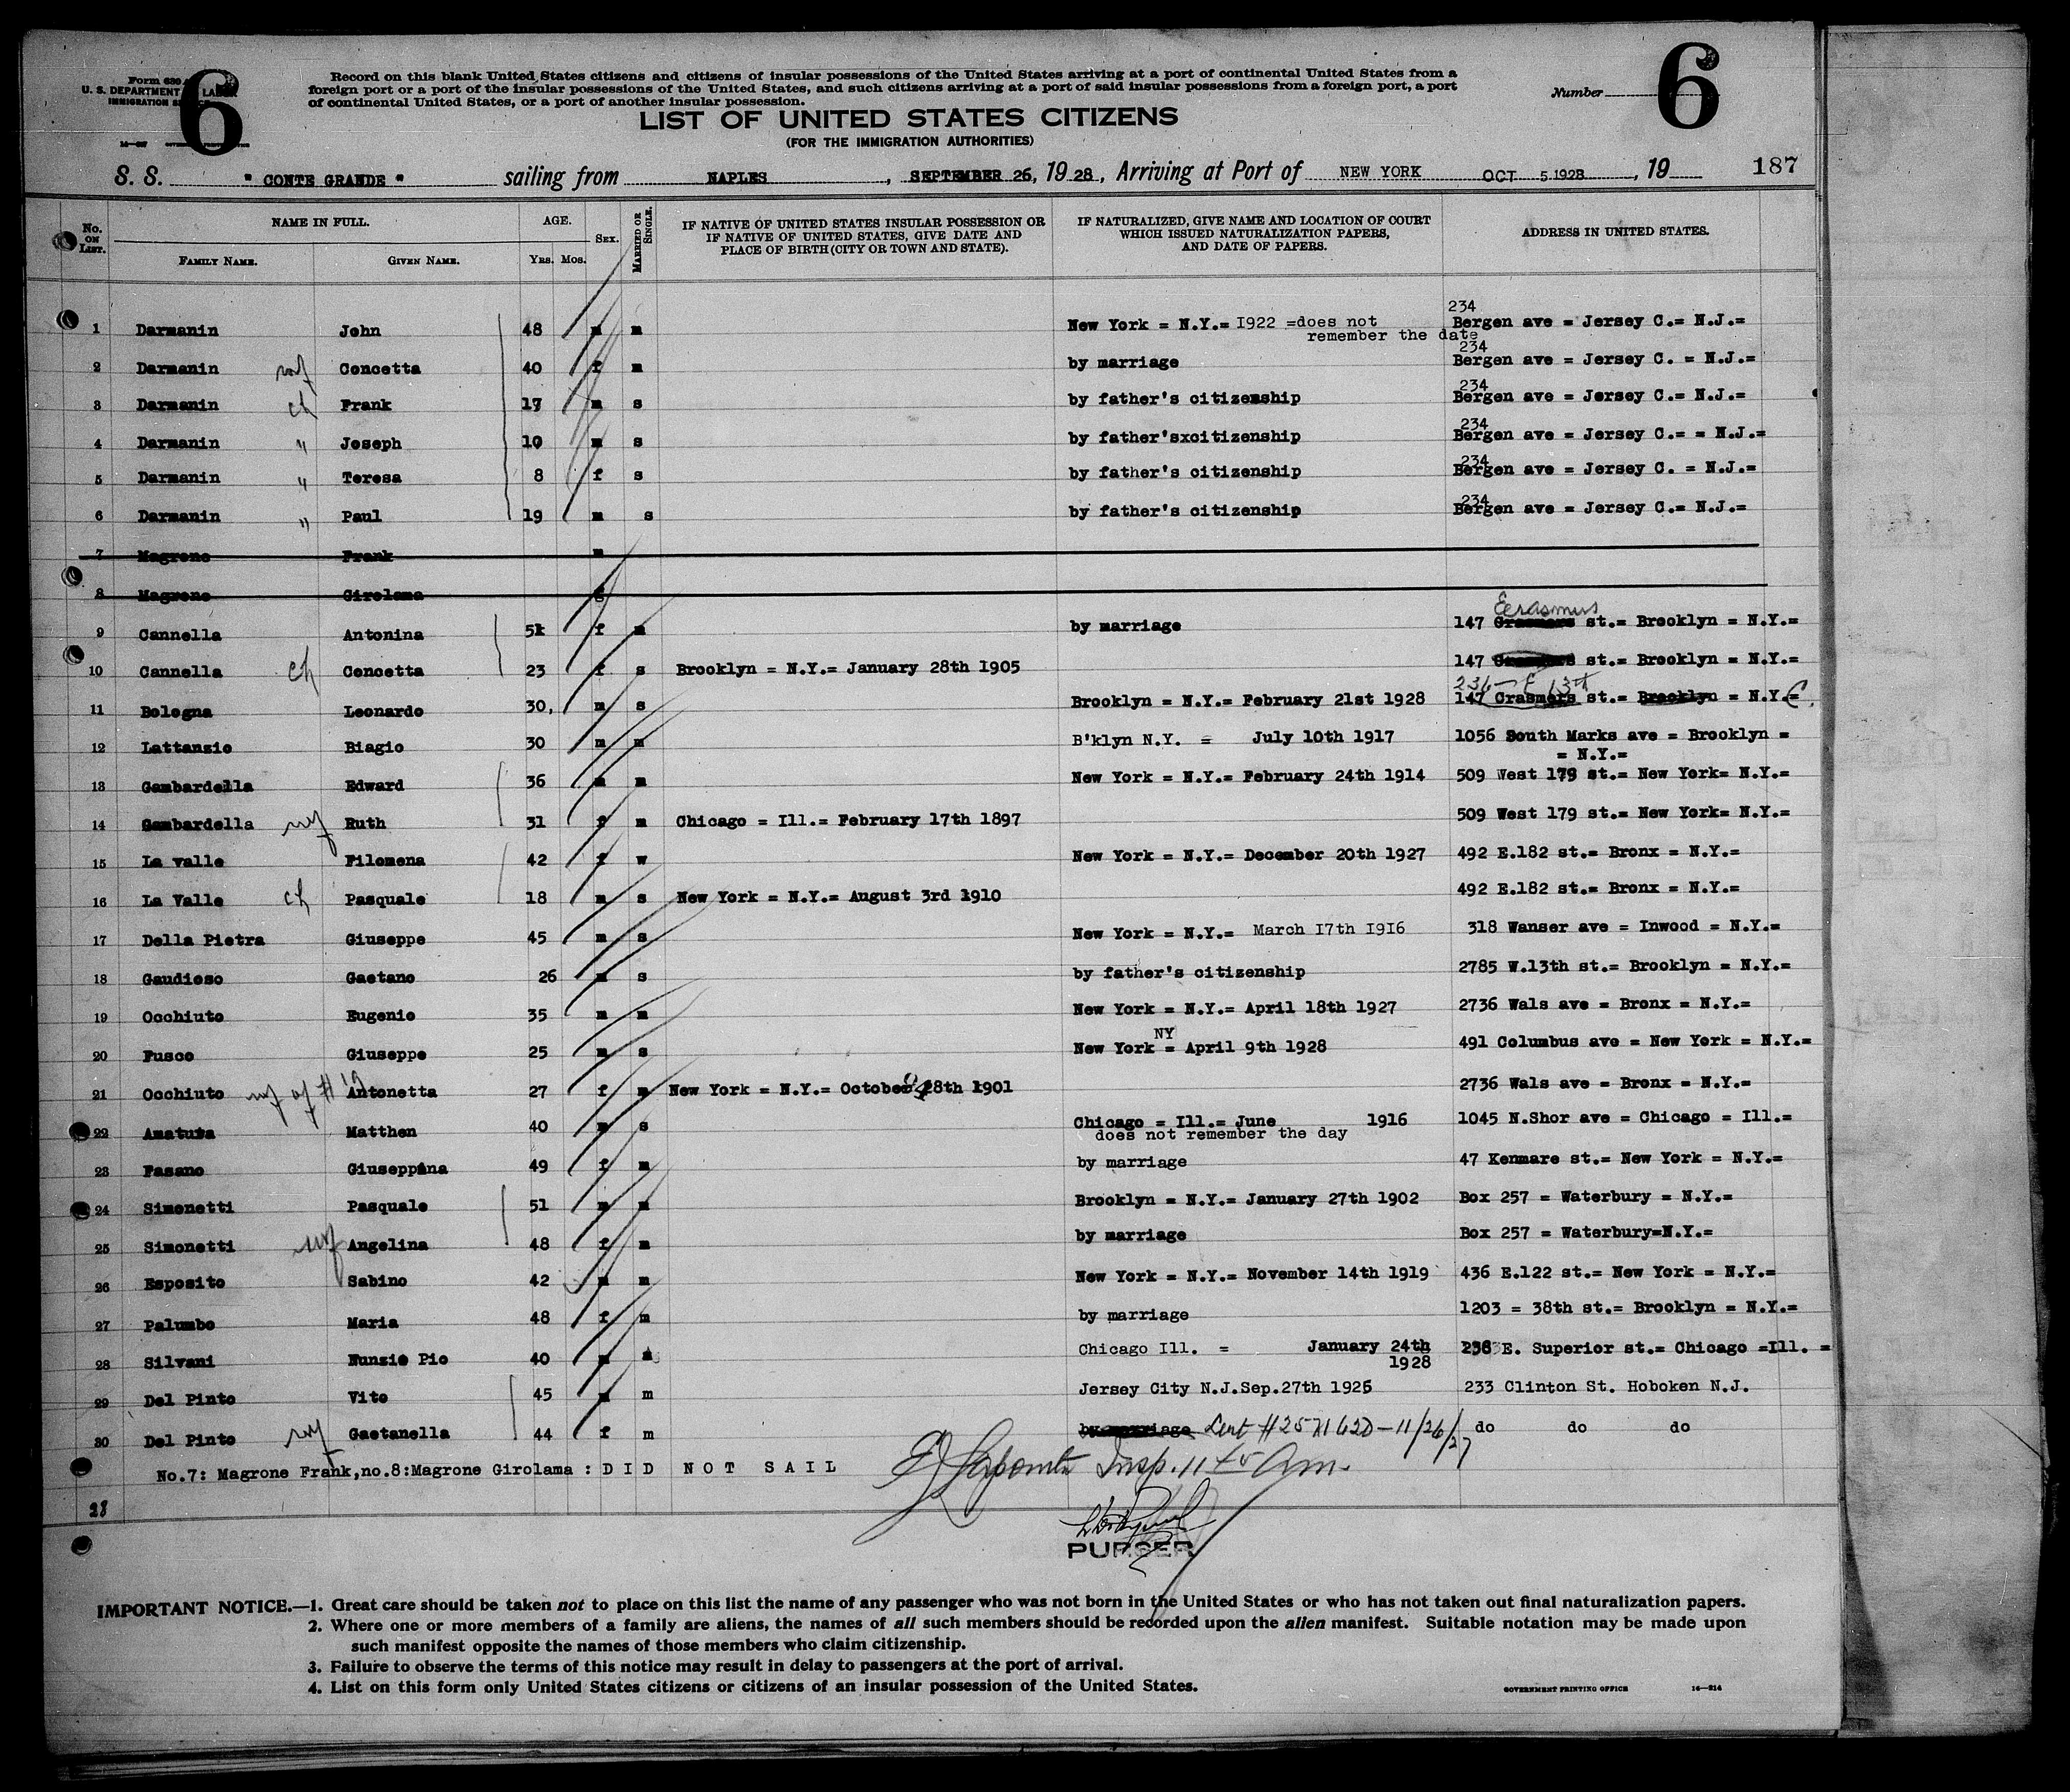 Form 630
U. S. DEPARTMENT LABOR
IMMIGRATION
6
Record on this blank United States citizens and citizens of insular possessions of the United States arriving at a port of continental United States from a
foreign port or a port of the insular possessions of the United States, and such citizens arriving at a port of said insular possessions from a foreign port, a port
of continental United States, or a port of another insular possession.
Number 6
LIST OF UNITED STATES CITIZENS
(FOR THE IMMIGRATION AUTHORITIES)
S. S. " CONTE GRANDE " sailing from NAPLES, SEPTEMBER 26, 1928, Arriving at Port of NEW YORK OCT 5 1928, 19 187
No. ON LIST. NAME IN FULL. FAMILY NAME. GIVEN NAME. AGE. YRS. MOS. SEX. MARRIED OR SINGLE. IF NATIVE OF UNITED STATES INSULAR POSSESSION OR IF NATIVE OF UNITED STATES, GIVE DATE AND PLACE OF BIRTH (CITY OR TOWN AND STATE). IF NATURALIZED, GIVE NAME AND LOCATION OF COURT WHICH ISSUED NATURALIZATION PAPERS, AND DATE OF PAPERS. ADDRESS IN UNITED STATES.
1 Darmanin John 48 m m New York = N.Y.= I922 =does not remember the date 234 Bergen ave = Jersey C.= N.J.=
2 Darmanin wf Concetta 40 f m by marriage 234 Bergen ave = Jersey C. = N.J.=
3 Darmanin ch Frank 17 m s by father's citizenship 234 Bergen ave = Jersey C.= N.J.=
4 Darmanin " Joseph 10 m s by father'sxcitizenship 234 Bergen ave = Jersey C.= = N.J.=
5 Darmanin " Teresa 8 f s by father's citizenship 234 Bergen ave = Jersey C. = N.J.=
6 Darmanin " Paul 19 m s by father's citizenship 234 Bergen ave = Jersey C.= N.J.=
7 Magrone Frank m
8 Magrone Girolama
9 Cannella Antonina 51 f m by marriage 147 Erasmus st.= Brooklyn = N.Y.=
10 Cannella ch Concetta 23 f s Brooklyn = N.Y.= January 28th 1905 147 st.= Brooklyn = N.Y.=
11 Bologna Leonardo 30, m s Brooklyn = N.Y.= February 21st 1928 236 - E 13th 147 Grasmers st.= Brooklyn = N.Y.= C.
12 Lattanzio Biagio 30 m m B'klyn N.Y. = July 10th 1917 1056 South Marks ave = Brooklyn = = N.Y.=
13 Gambardella Edward 36 m m New York = N.Y.= February 24th 1914 509 West 179 st.= New York= N.Y.=
14 Gambardella wf Ruth 31 f m Chicago = Ill.= February 17th 1897 509 West 179 st.= New York= N.Y.=
15 La valle Filomena 42 f w New York = N.Y.= December 20th 1927 492 E.182 st.= Bronx = N.Y.=
16 La Valle ch Pasquale 18 m s New York = N.Y.= August 3rd 1910 492 E.182 st.= Bronx = N.Y.=
17 Della Pietra Giuseppe 45 m s New York = N.Y.= March I7th I9I6 318 Wanser ave = Inwood = N.Y.=
18 Gaudioso Gaetano 26 m s by father's citizenship 2785 W.13th st.= Brooklyn = N.Y.=
19 Occhiuto Eugenio 35 m m New York = N.Y.= April 18th 1927 2736 Wals ave = Bronx = N.Y.=
20 Fusco Giuseppe 25 m s New York NY = April 9th 1928 491 Columbus ave = New York = N.Y.=
21 Occhiuto wf of #19 Antonetta 27 f m New York = N.Y.= October 28th 1901 2736 Wals ave = Bronx = N.Y.=
22 Amatuta Matthen 40 m s Chicago = Ill.= June 1916 does not remember the day 1045 N.Shor ave = Chicago = Ill.=
23 Fasano Giuseppina 49 f m by marriage 47 Kenmare st.= New York = N.Y.=
24 Simonetti Pasquale 51 m m Brooklyn = N.Y.= January 27th 1902 Box 257 = Waterbury = N.Y.=
25 Simonetti wf Angelina 48 f m by marriage Box 257 = Waterbury=N.Y.=
26 Esposito Sabino 42 m m New York = N.Y.= November 14th 1919 436 E.122 st.= New York = N.Y.=
27 Palumbo Maria 48 f m by marriage 1203 = 38th st.= Brooklyn = N.Y.=
28 Silvani Nunzio Pio 40 m Chicago Ill. = January 24th 1928 E. Superior st.= Chicago =Ill. =
29 Del Pinto Vito 45 m m Jersey City N.J.Sep.27th 1925 233 Clinton St. Hoboken N.J.
30 Del Pinto wf Gaetanella 44 f m by marriage 11/26/27 do do do
No.7: Magrone Frank,no.8:Magrone Girolama : D I D N O T S A I L Insp. 11 45 Am.
28
PURSER
IMPORTANT NOTICE.—1. Great care should be taken not to place on this list the name of any passenger who was not born in the United States or who has not taken out final naturalization papers.
2. Where one or more members of a family are aliens, the names of all such members should be recorded upon the alien manifest. Suitable notation may be made upon
such manifest opposite the names of those members who claim citizenship.
3. Failure to observe the terms of this notice may result in delay to passengers at the port of arrival.
4. List on this form only United States citizens or citizens of an insular possession of the United States.
GOVERNMENT PRINTING OFFICE 14—214